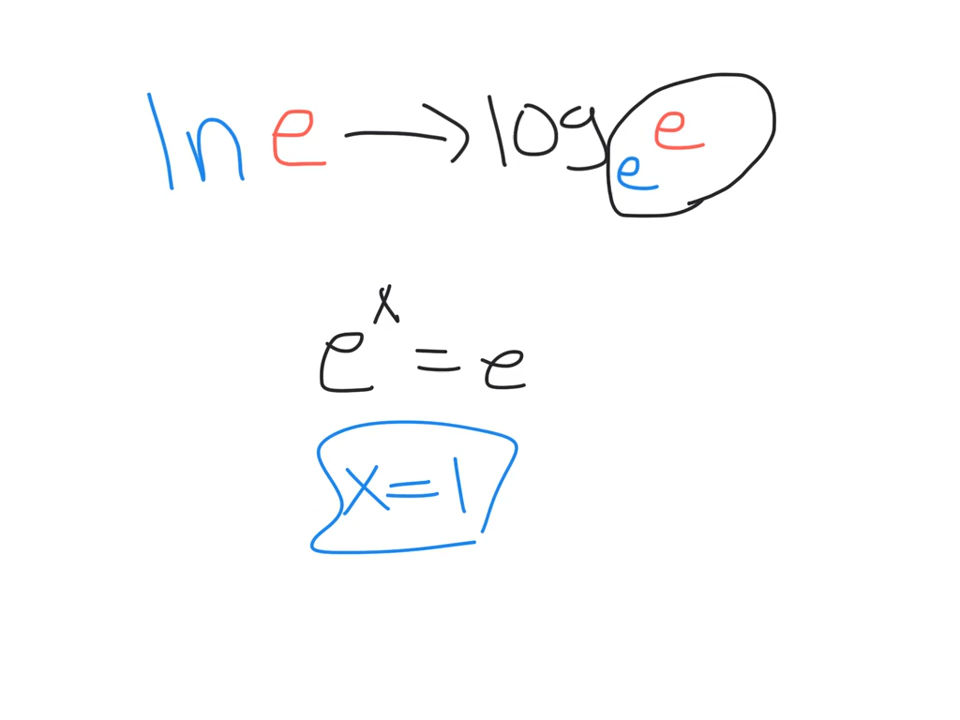 ln e → log_e e
e^x = e
x = 1